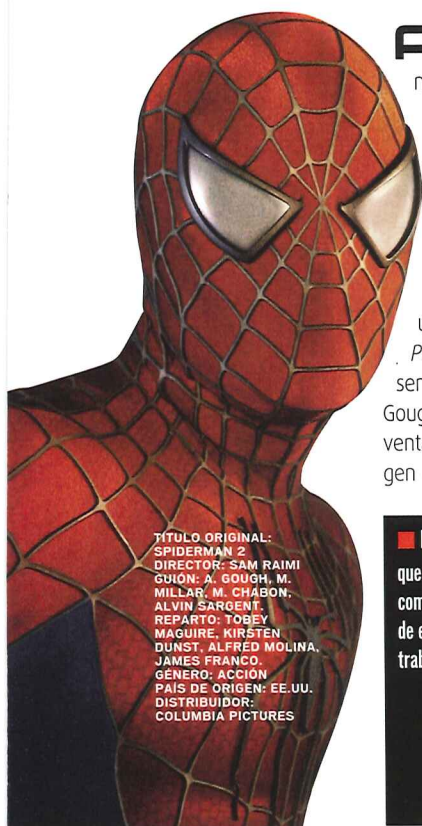 TÍTULO ORIGINAL:
SPIDERMAN 2
DIRECTOR: SAM RAIMI
GUIÓN: A. GOUGH, M.
MILLAR, M. CHABON,
ALVIN SARGENT.
REPARTO: TOBEY
MAGUIRE, KIRSTEN
DUNST, ALFRED MOLINA,
JAMES FRANCO.
GÉNERO: ACCIÓN
PAÍS DE ORIGEN: EE.UU.
DISTRIBUIDOR:
COLUMBIA PICTURES
P
ser
Goug
vent
gen
que
com
de e
trab